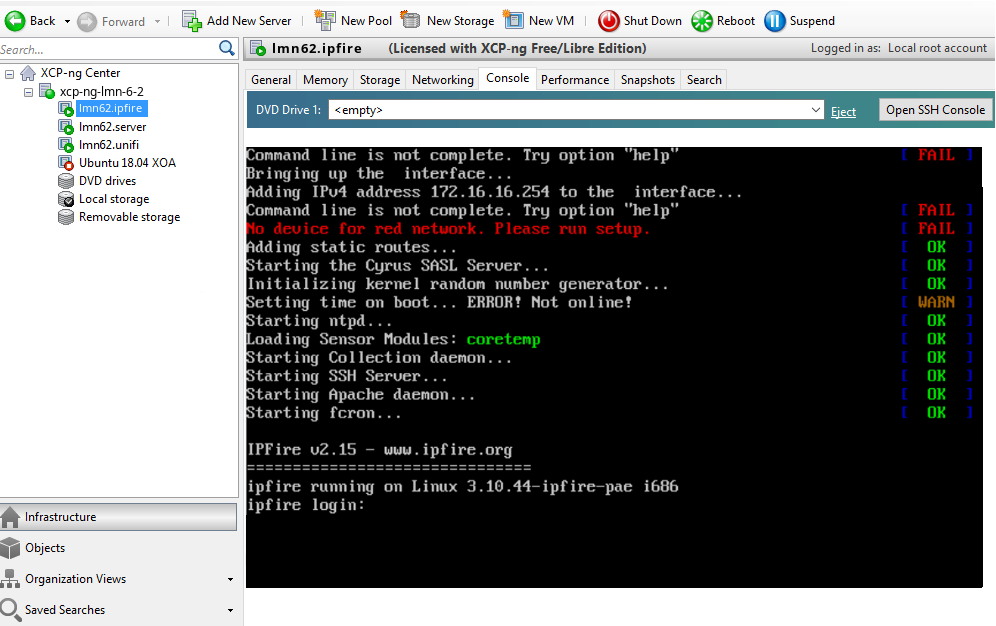 Back Forward Add New Server New Pool New Storage New VM Shut Down Reboot Suspend
Search...
lmn62.ipfire (Licensed with XCP-ng Free/Libre Edition) Logged in as: Local root account
XCP-ng Center
xcp-ng-lmn-6-2
lmn62.ipfire
lmn62.server
lmn62.unifi
Ubuntu 18.04 XOA
DVD drives
Local storage
Removable storage
Infrastructure
Objects
Organization Views
Saved Searches
General Memory Storage Networking Console Performance Snapshots Search
DVD Drive 1: <empty> Eject Open SSH Console
Command line is not complete. Try option "help" [ FAIL ]
Bringing up the  interface...
Adding IPv4 address 172.16.16.254 to the  interface...
Command line is not complete. Try option "help" [ FAIL ]
No device for red network. Please run setup. [ FAIL ]
Adding static routes... [ OK ]
Starting the Cyrus SASL Server... [ OK ]
Initializing kernel random number generator... [ OK ]
Setting time on boot... ERROR! Not online! [ WARN ]
Starting ntpd... [ OK ]
Loading Sensor Modules: coretemp [ OK ]
Starting Collection daemon... [ OK ]
Starting SSH Server... [ OK ]
Starting Apache daemon... [ OK ]
Starting fcron... [ OK ]
IPFire v2.15 - www.ipfire.org
===============================
ipfire running on Linux 3.10.44-ipfire-pae i686
ipfire login: